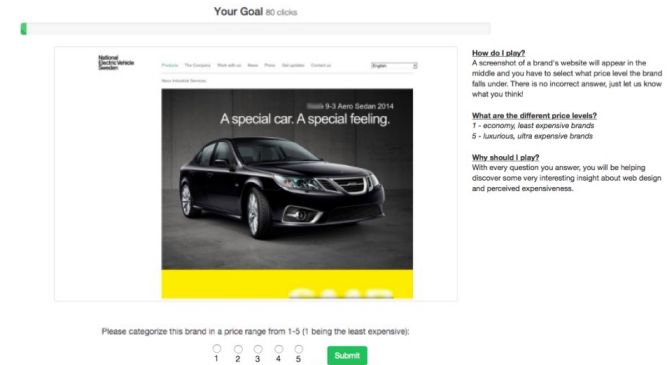 Your Goal 80 clicks
National
Electric Vehicle
Sweden
Products The Company Work with us News Press Get updates Contact us English
News Industrial Services
9-3 Aero Sedan 2014
A special car. A special feeling.
How do I play?
A screenshot of a brand's website will appear in the
middle and you have to select what price level the brand
falls under. There is no incorrect answer, just let us know
what you think!
What are the different price levels?
1 - economy, least expensive brands
5 - luxurious, ultra expensive brands
Why should I play?
With every question you answer, you will be helping
discover some very interesting insight about web design
and perceived expensiveness.
Please categorize this brand in a price range from 1-5 (1 being the least expensive):
1 2 3 4 5
Submit